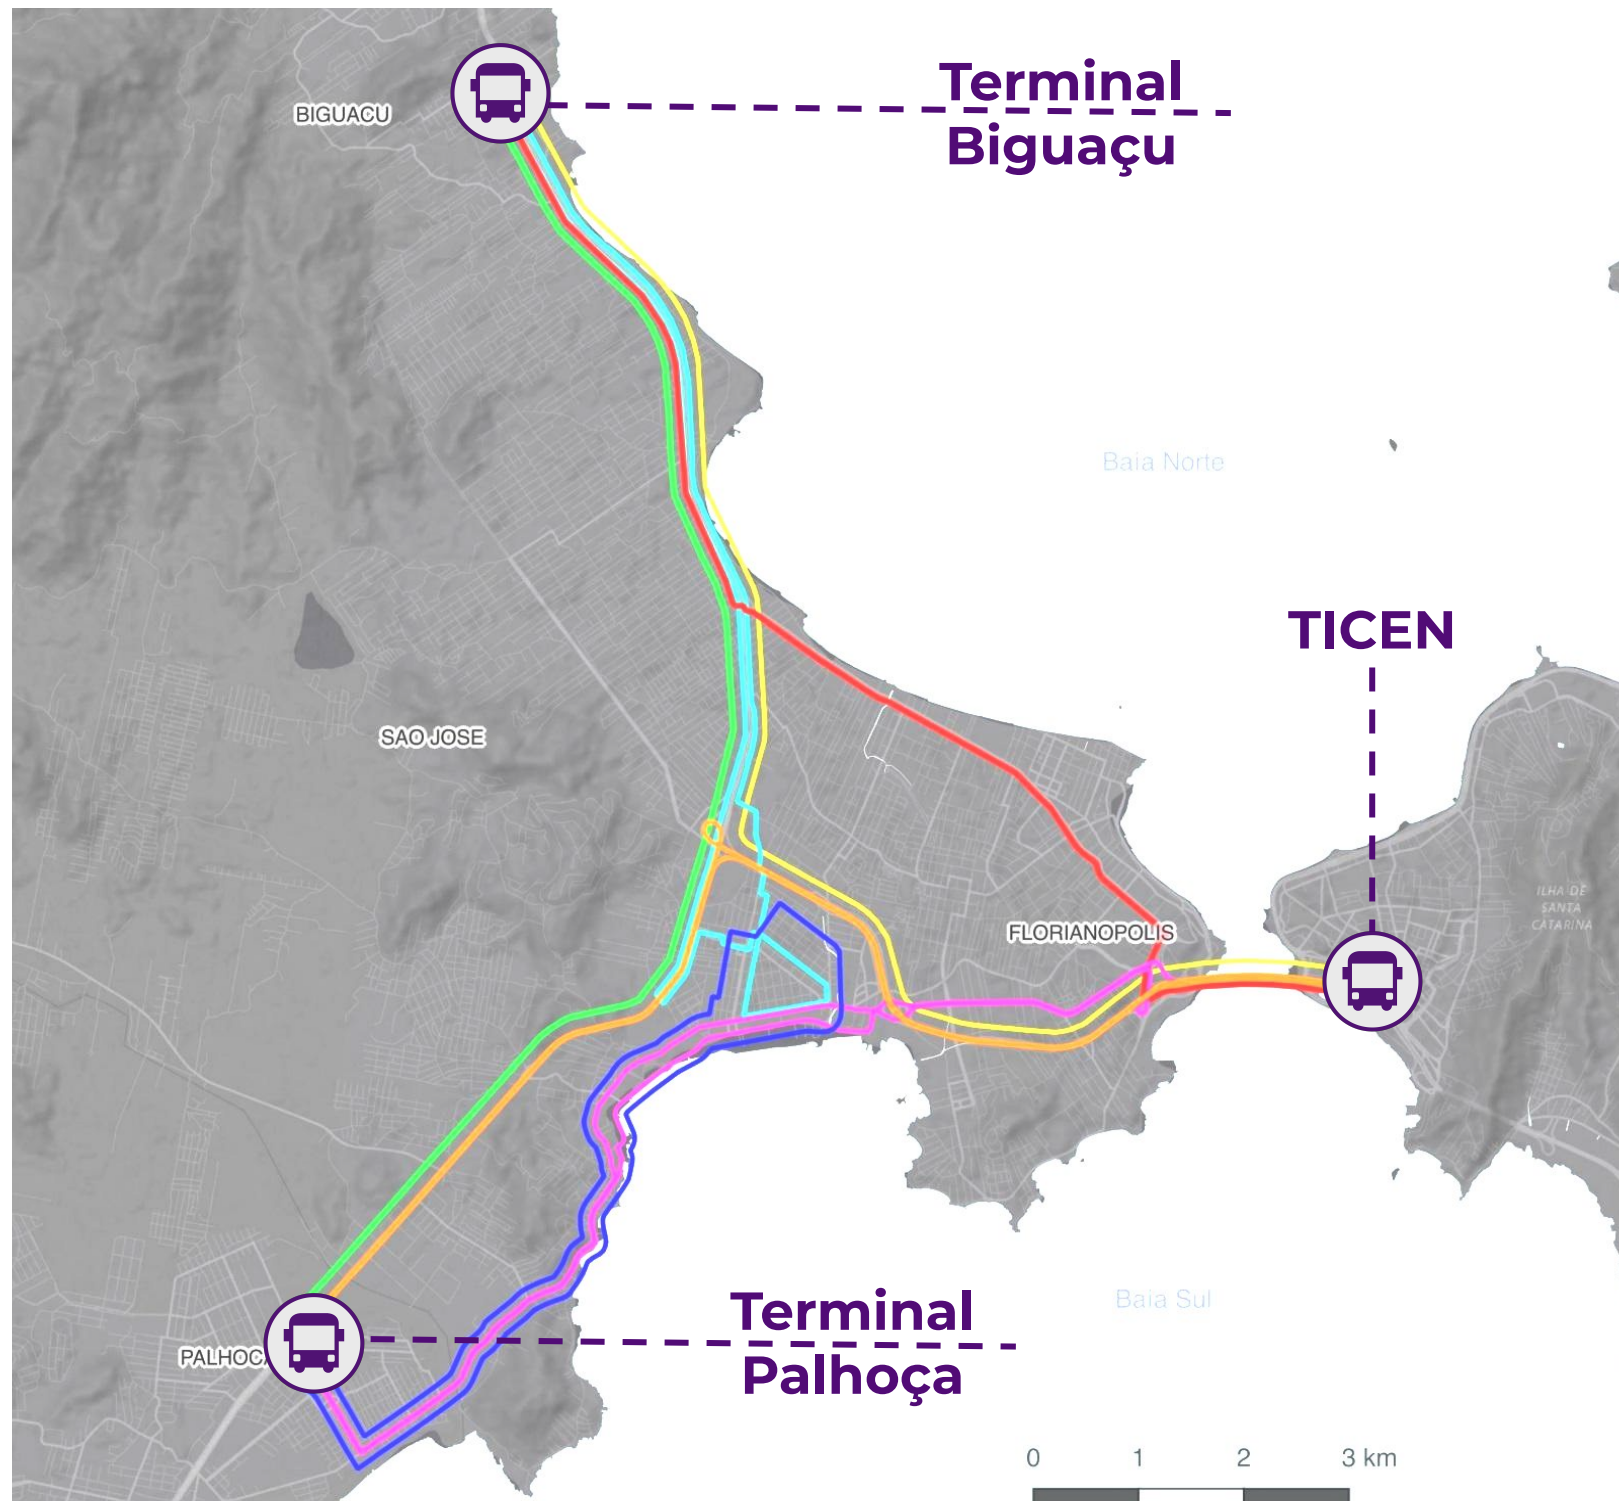 Terminal
Biguaçu
BIGUACU
Baia Norte
TICEN
SAO JOSE
ILHA DE
SANTA
CATARINA
FLORIANOPOLIS
Terminal
Palhoça
Baia Sul
PALHOCA
0 1 2 3 km